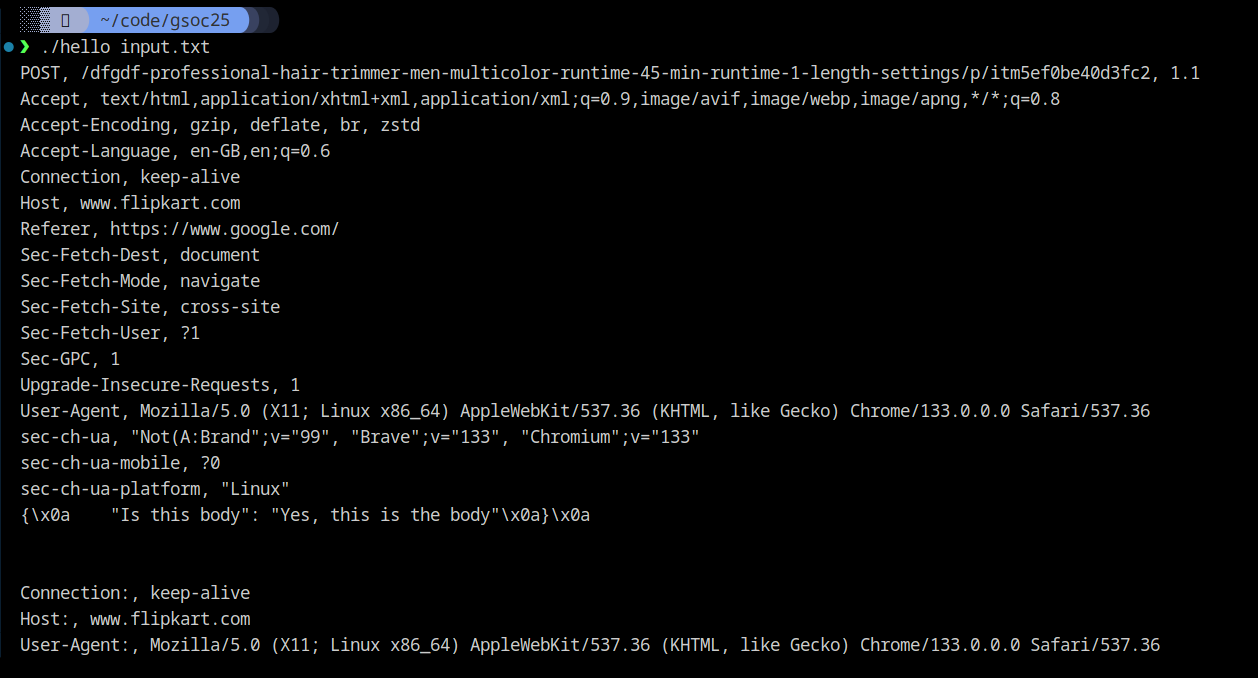 ~/code/gsoc25
❯ ./hello input.txt
POST, /dfgdf-professional-hair-trimmer-men-multicolor-runtime-45-min-runtime-1-length-settings/p/itm5ef0be40d3fc2, 1.1
Accept, text/html,application/xhtml+xml,application/xml;q=0.9,image/avif,image/webp,image/apng,*/*;q=0.8
Accept-Encoding, gzip, deflate, br, zstd
Accept-Language, en-GB,en;q=0.6
Connection, keep-alive
Host, www.flipkart.com
Referer, https://www.google.com/
Sec-Fetch-Dest, document
Sec-Fetch-Mode, navigate
Sec-Fetch-Site, cross-site
Sec-Fetch-User, ?1
Sec-GPC, 1
Upgrade-Insecure-Requests, 1
User-Agent, Mozilla/5.0 (X11; Linux x86_64) AppleWebKit/537.36 (KHTML, like Gecko) Chrome/133.0.0.0 Safari/537.36
sec-ch-ua, "Not(A:Brand";v="99", "Brave";v="133", "Chromium";v="133"
sec-ch-ua-mobile, ?0
sec-ch-ua-platform, "Linux"
{\x0a    "Is this body": "Yes, this is the body"\x0a}\x0a
Connection:, keep-alive
Host:, www.flipkart.com
User-Agent:, Mozilla/5.0 (X11; Linux x86_64) AppleWebKit/537.36 (KHTML, like Gecko) Chrome/133.0.0.0 Safari/537.36